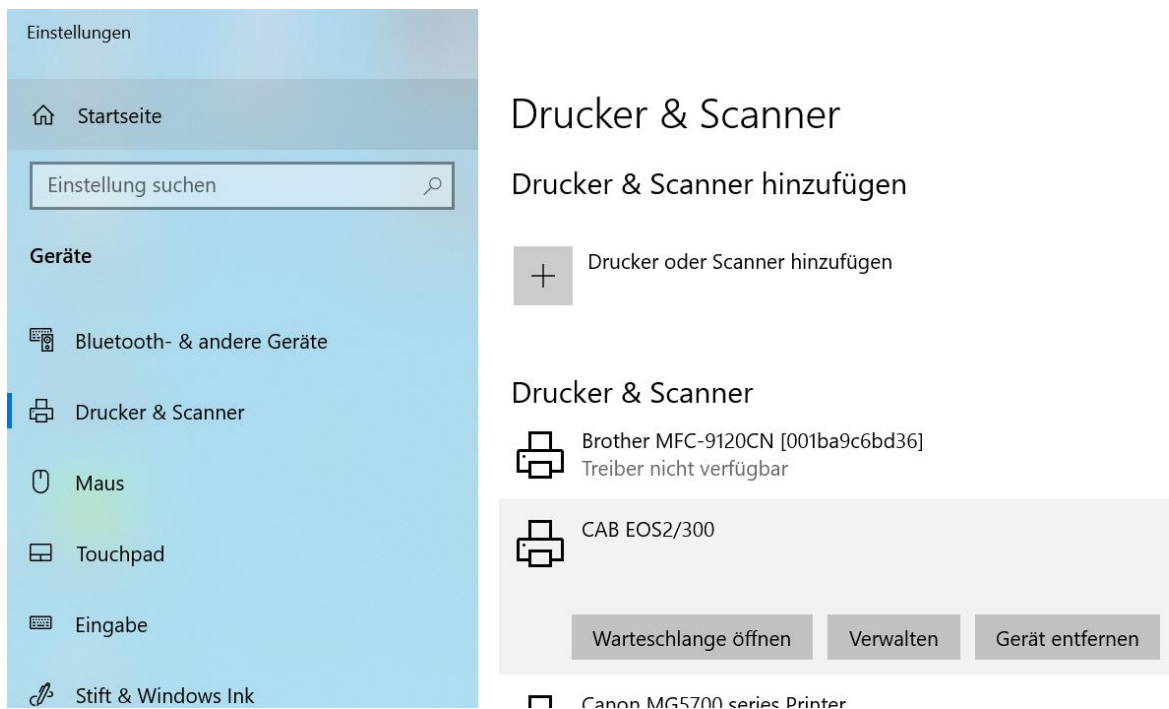 Einstellungen
Startseite
Einstellung suchen
Geräte
Bluetooth- & andere Geräte
Drucker & Scanner
Maus
Touchpad
Eingabe
Stift & Windows Ink
Drucker & Scanner
Drucker & Scanner hinzufügen
Drucker oder Scanner hinzufügen
Drucker & Scanner
Brother MFC-9120CN [001ba9c6bd36]
Treiber nicht verfügbar
CAB EOS2/300
Warteschlange öffnen Verwalten Gerät entfernen
Canon MG5700 series Printer